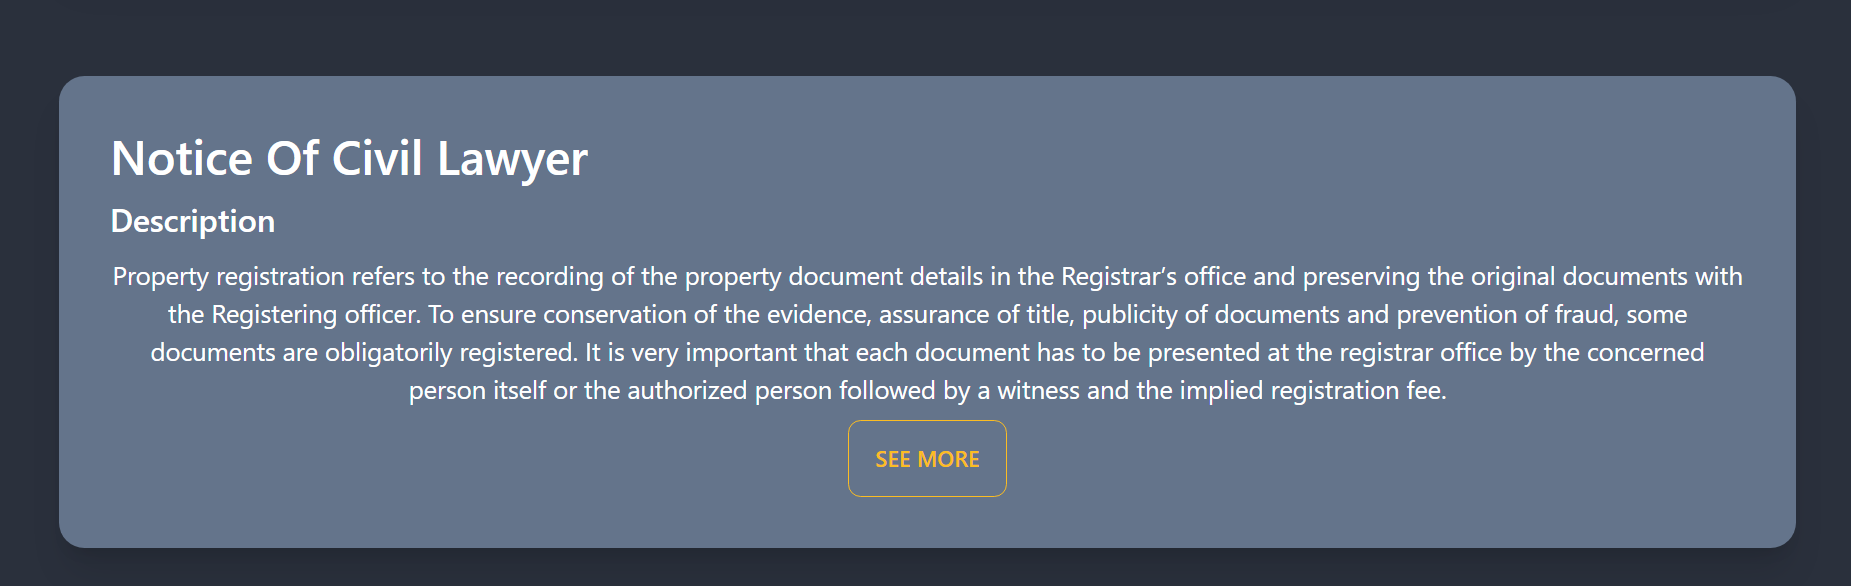 Notice Of Civil Lawyer
Description
Property registration refers to the recording of the property document details in the Registrar’s office and preserving the original documents with
the Registering officer. To ensure conservation of the evidence, assurance of title, publicity of documents and prevention of fraud, some
documents are obligatorily registered. It is very important that each document has to be presented at the registrar office by the concerned
person itself or the authorized person followed by a witness and the implied registration fee.
SEE MORE